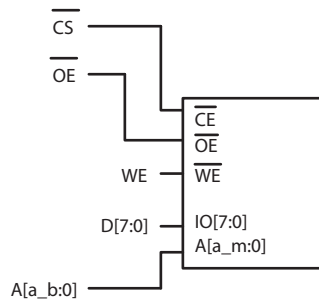 CS
OE
CE
OE
WE WE
D[7:0] IO[7:0]
A[a_m:0]
A[a_b:0]